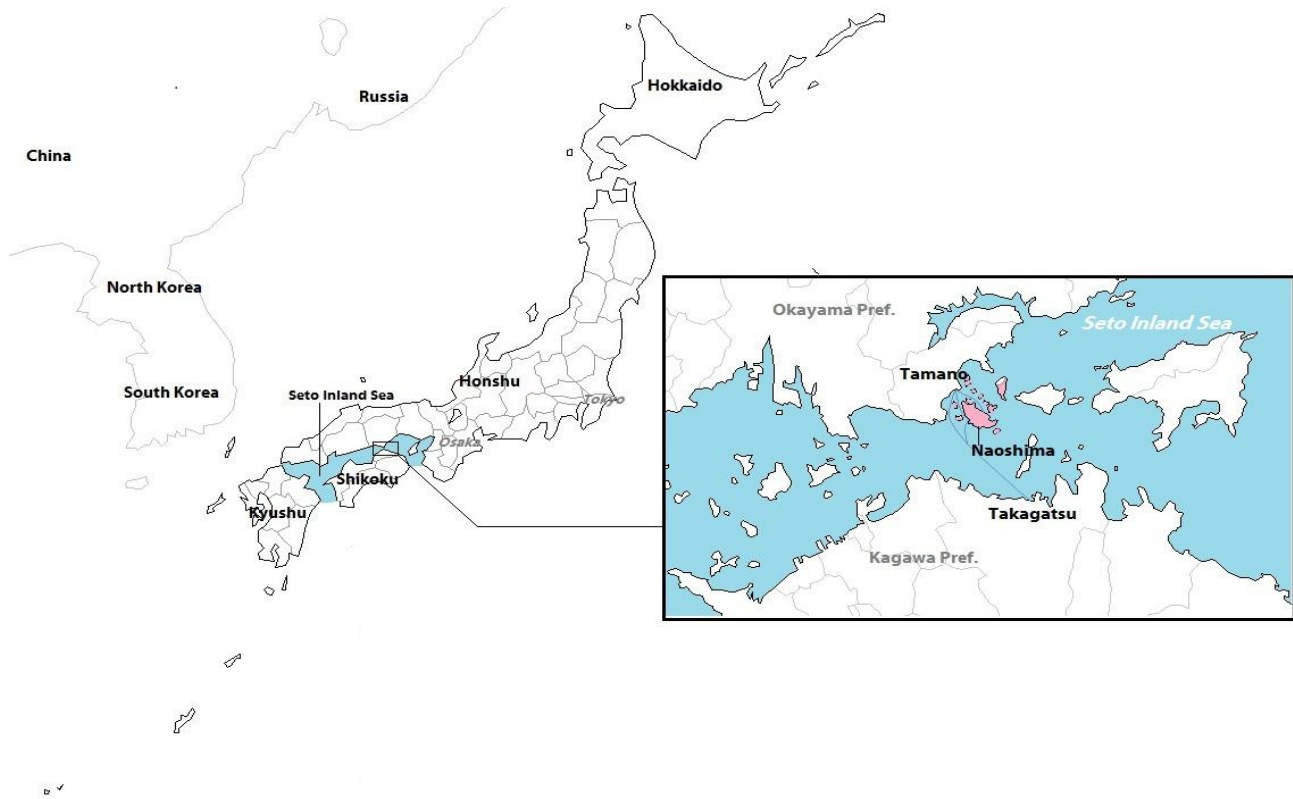 Hokkaido
Russia
China
North Korea
Okayama Pref.
Seto Inland Sea
Tamano
Honshu
South Korea
Seto Inland Sea
Tokyo
Osaka
Naoshima
Shikoku
Kyushu
Takagatsu
Kagawa Pref.